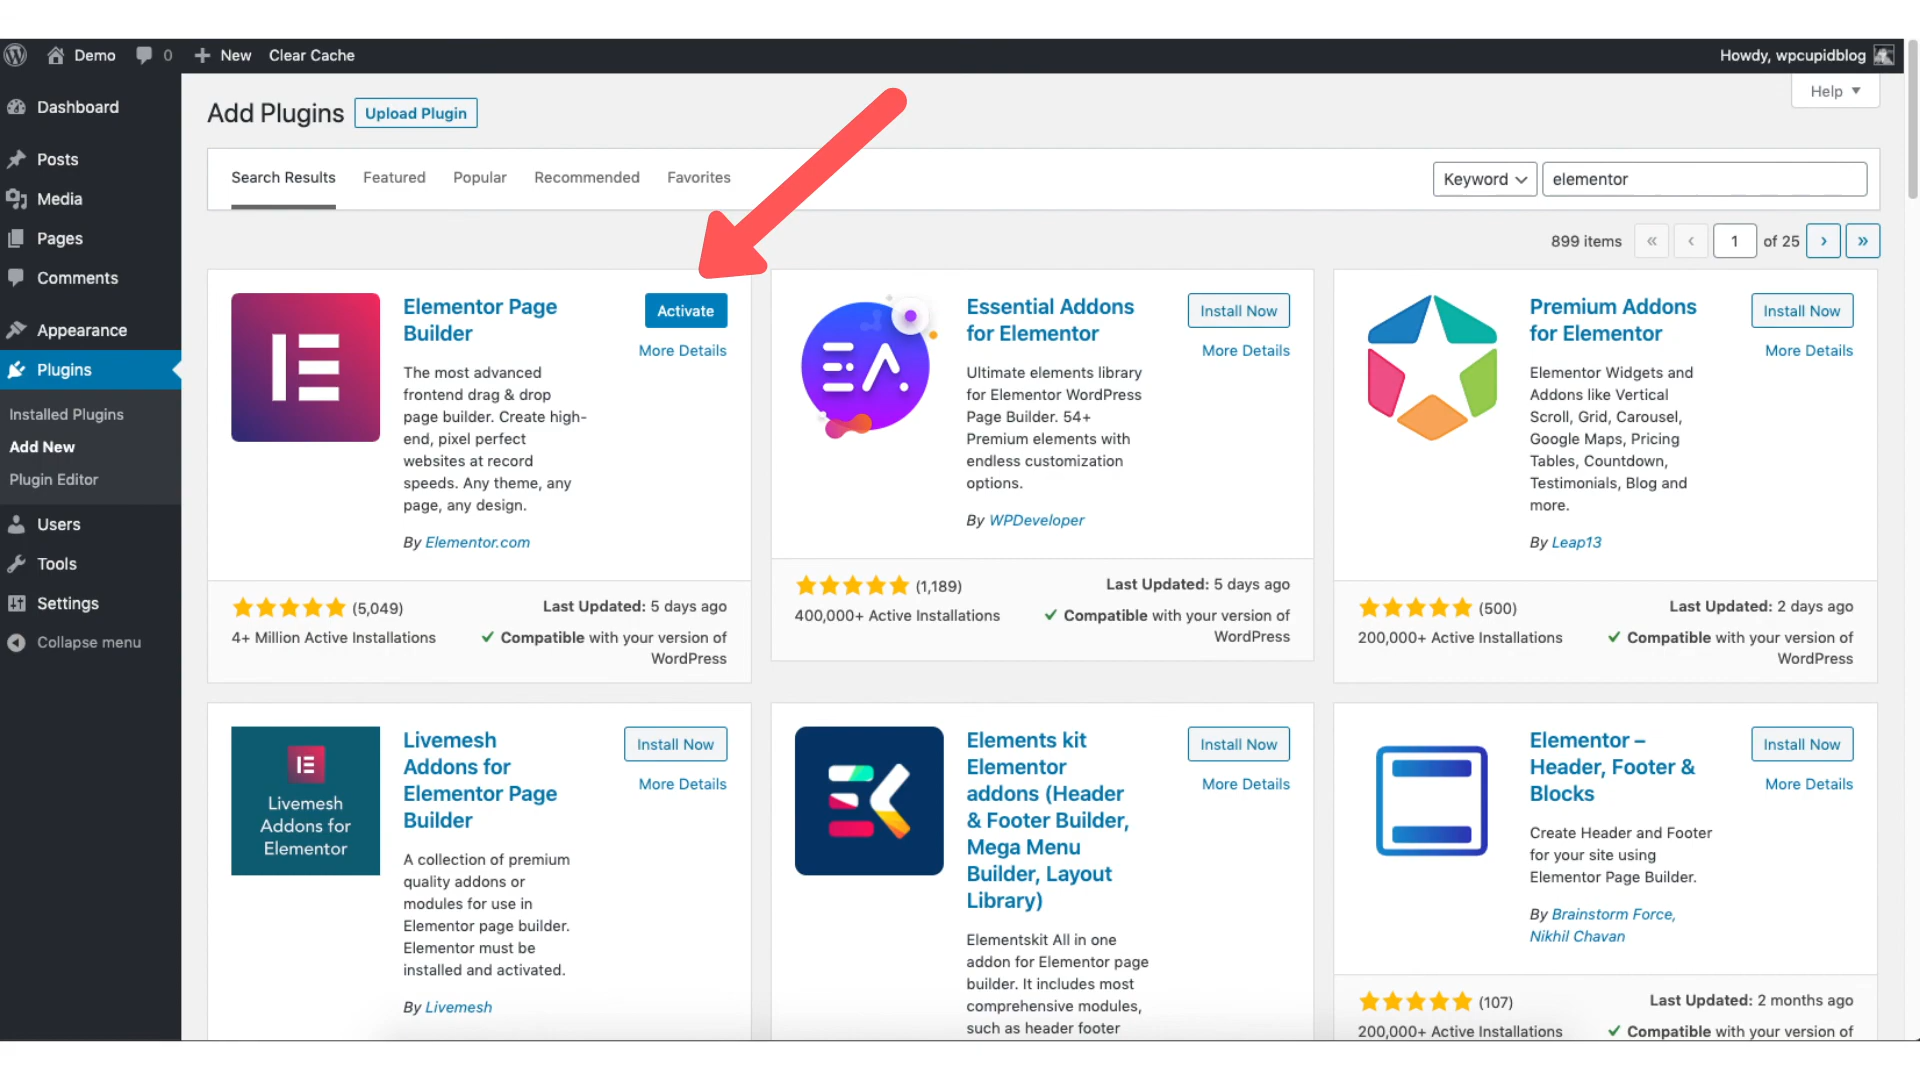 Demo
0
New
Clear Cache
Howdy, wpcupidblog
Dashboard
Posts
Media
Pages
Comments
Appearance
Plugins
Installed Plugins
Add New
Plugin Editor
Users
Tools
Settings
Collapse menu
Help
Add Plugins
Upload Plugin
Search Results
Featured
Popular
Recommended
Favorites
Keyword
elementor
899 items
«
‹
1
of 25
›
»
Elementor Page
Builder
Activate
More Details
The most advanced
frontend drag & drop
page builder. Create high-
end, pixel perfect
websites at record
speeds. Any theme, any
page, any design.
By Elementor.com
(5,049)
4+ Million Active Installations
Last Updated: 5 days ago
Compatible with your version of
WordPress
Essential Addons
for Elementor
Install Now
More Details
Ultimate elements library
for Elementor WordPress
Page Builder. 54+
Premium elements with
endless customization
options.
By WPDeveloper
(1,189)
400,000+ Active Installations
Last Updated: 5 days ago
Compatible with your version of
WordPress
Premium Addons
for Elementor
Install Now
More Details
Elementor Widgets and
Addons like Vertical
Scroll, Grid, Carousel,
Google Maps, Pricing
Tables, Countdown,
Testimonials, Blog and
more.
By Leap13
(500)
200,000+ Active Installations
Last Updated: 2 days ago
Compatible with your version of
WordPress
Livemesh
Addons for
Elementor
Livemesh
Addons for
Elementor Page
Builder
Install Now
More Details
A collection of premium
quality addons or
modules for use in
Elementor page builder.
Elementor must be
installed and activated.
By Livemesh
Elements kit
Elementor
addons (Header
& Footer Builder,
Mega Menu
Builder, Layout
Library)
Install Now
More Details
Elementskit All in one
addon for Elementor page
builder. It includes most
comprehensive modules,
such as header footer
Elementor –
Header, Footer &
Blocks
Install Now
More Details
Create Header and Footer
for your site using
Elementor Page Builder.
By Brainstorm Force,
Nikhil Chavan
(107)
200,000+ Active Installations
Last Updated: 2 months ago
Compatible with your version of